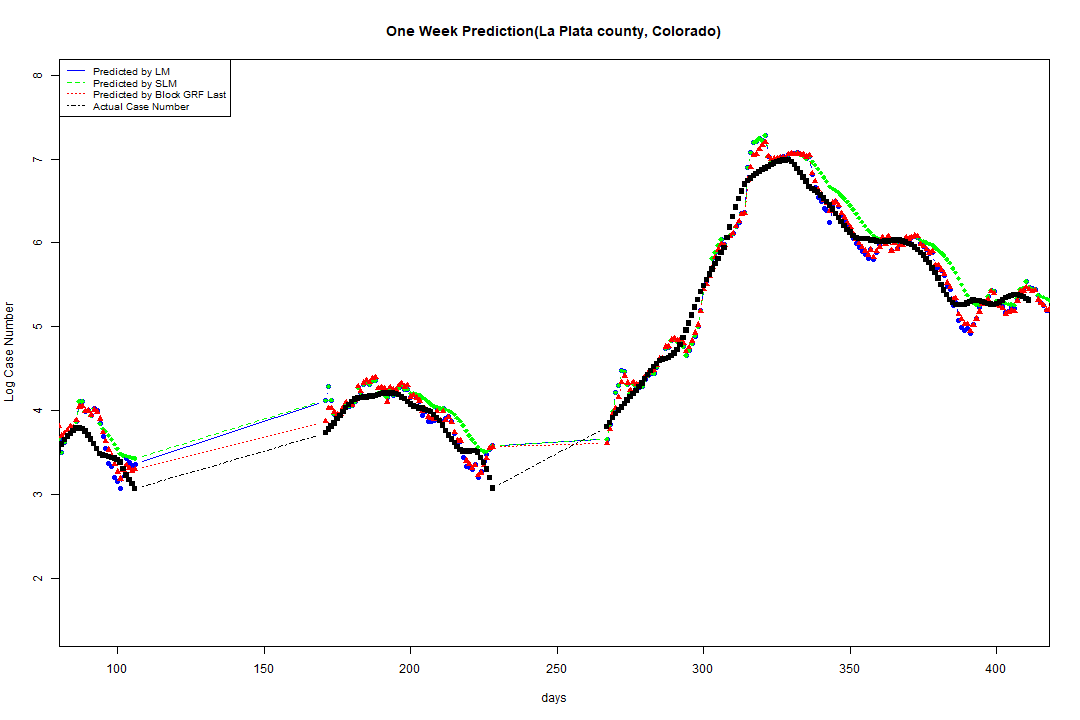 One Week Prediction(La Plata county, Colorado)
Predicted by LM
Predicted by SLM
Predicted by Block GRF Last
Actual Case Number
8
7
6
5
4
3
2
Log Case Number
100 150 200 250 300 350 400
days